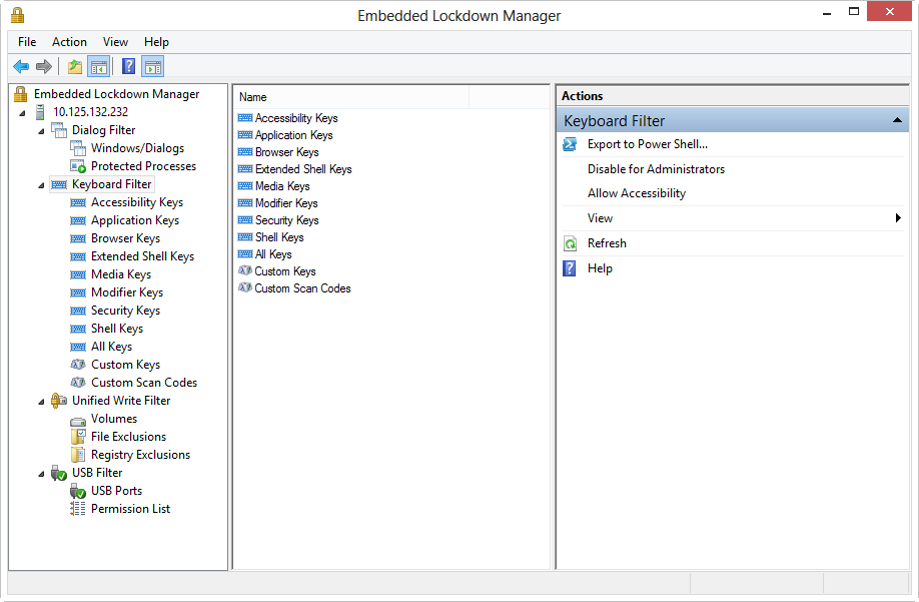 Embedded Lockdown Manager
File Action View Help
Embedded Lockdown Manager
10.125.132.232
Dialog Filter
Windows/Dialogs
Protected Processes
Keyboard Filter
Accessibility Keys
Application Keys
Browser Keys
Extended Shell Keys
Media Keys
Modifier Keys
Security Keys
Shell Keys
All Keys
Custom Keys
Custom Scan Codes
Unified Write Filter
Volumes
File Exclusions
Registry Exclusions
USB Filter
USB Ports
Permission List
Name
Accessibility Keys
Application Keys
Browser Keys
Extended Shell Keys
Media Keys
Modifier Keys
Security Keys
Shell Keys
All Keys
Custom Keys
Custom Scan Codes
Actions
Keyboard Filter
Export to Power Shell...
Disable for Administrators
Allow Accessibility
View
Refresh
Help